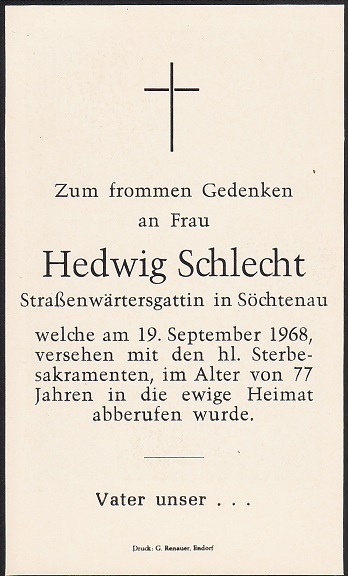 Zum frommen Gedenken
an Frau
Hedwig Schlecht
Straßenwärtersgattin in Söchtenau
welche am 19. September 1968,
versehen mit den hl. Sterbe-
sakramenten, im Alter von 77
Jahren in die ewige Heimat
abberufen wurde.
Vater unser . . .
Druck: G. Renauer, Endorf